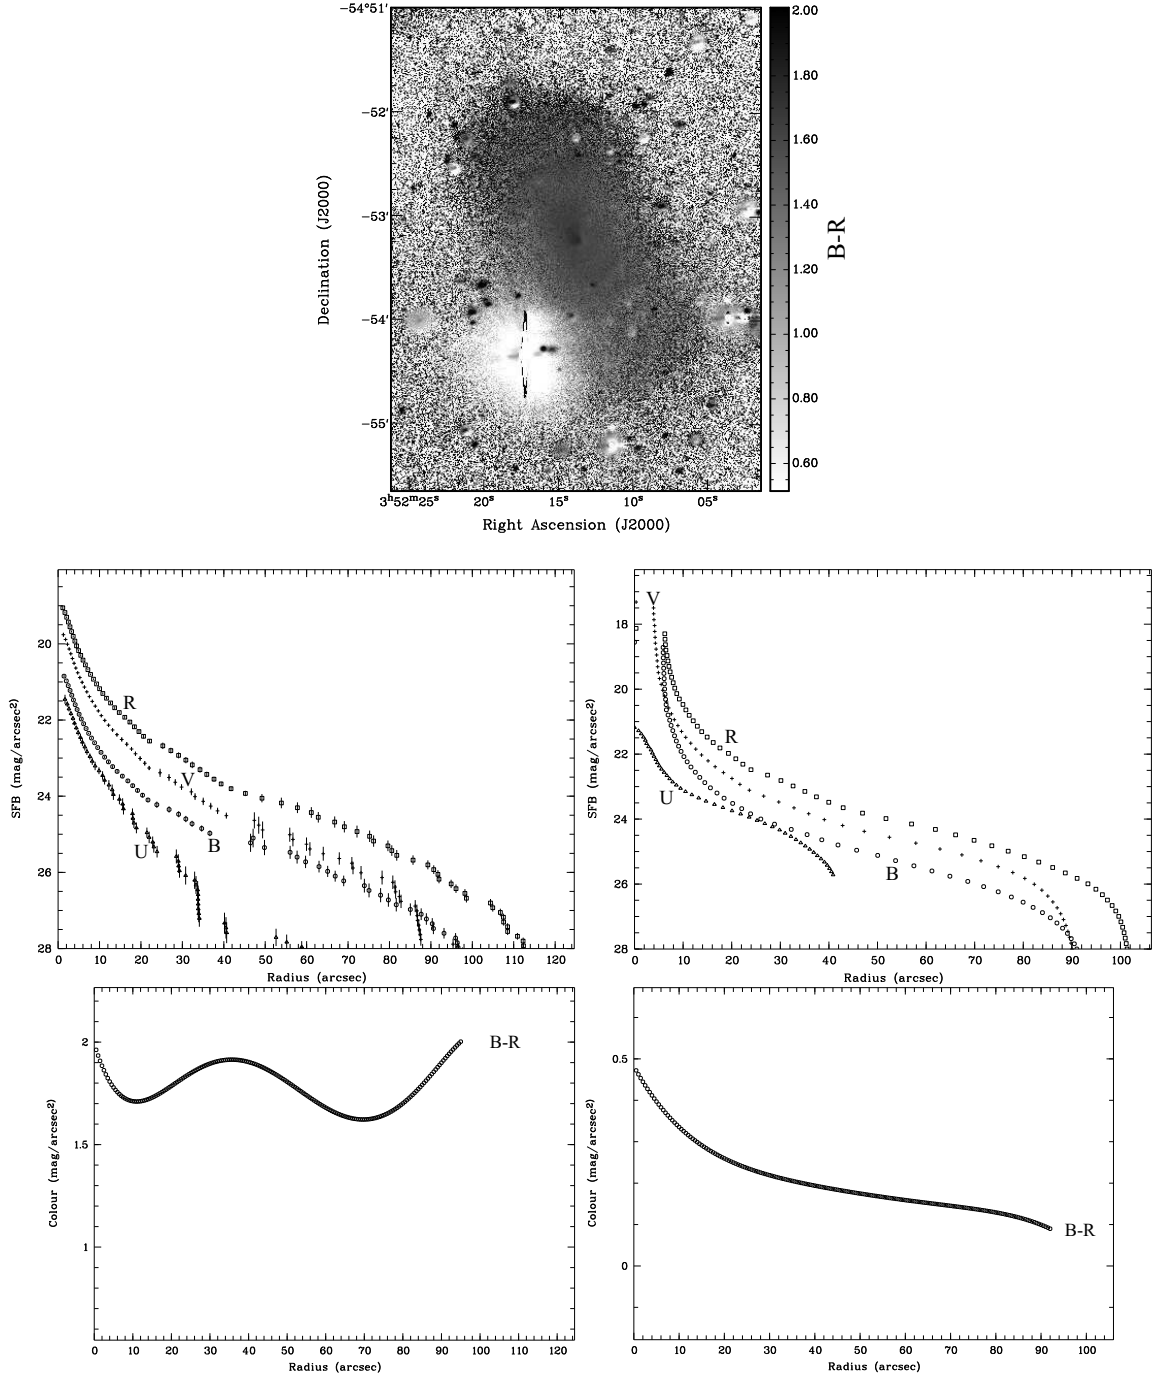 −54°51′
2.00
1.80
−52′
1.60
1.40
−53′
1.20
−54′
1.00
0.80
−55′
0.60
B-R
Declination (J2000)
3ʰ52ᵐ25ˢ 20ˢ 15ˢ 10ˢ 05ˢ
Right Ascension (J2000)
20
22
24
26
28
SFB (mag/arcsec²)
R
V
B
U
0 10 20 30 40 50 60 70 80 90 100 110 120
Radius (arcsec)
18
20
22
24
26
28
SFB (mag/arcsec²)
V
R
U
B
0 10 20 30 40 50 60 70 80 90 100
Radius (arcsec)
2
1.5
1
Colour (mag/arcsec²)
B-R
0 10 20 30 40 50 60 70 80 90 100 110 120
Radius (arcsec)
0.5
0
Colour (mag/arcsec²)
B-R
0 10 20 30 40 50 60 70 80 90 100
Radius (arcsec)